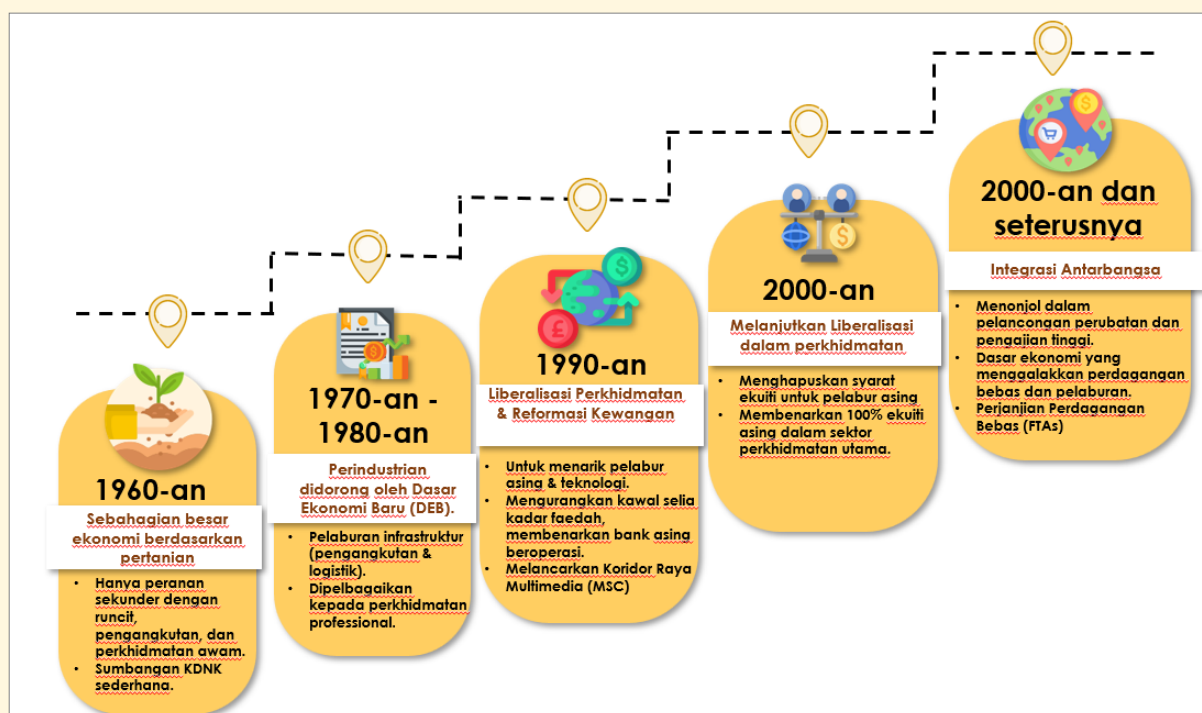 1960-an
Sebahagian besar
ekonomi berdasarkan
pertanian
• Hanya peranan
sekunder dengan
runcit,
pengangkutan, dan
perkhidmatan awam.
• Sumbangan KDNK
sederhana.
1970-an -
1980-an
Perindustrian
didorong oleh Dasar
Ekonomi Baru (DEB).
• Pelaburan infrastruktur
(pengangkutan &
logistik).
• Dipelbagaikan
kepada perkhidmatan
professional.
1990-an
Liberalisasi Perkhidmatan
& Reformasi Kewangan
• Untuk menarik pelabur
asing & teknologi.
• Mengurangkan kawal selia
kadar faedah,
membenarkan bank asing
beroperasi.
• Melancarkan Koridor Raya
Multimedia (MSC)
2000-an
Melanjutkan Liberalisasi
dalam perkhidmatan
• Menghapuskan syarat
ekuiti untuk pelabur asing
• Membenarkan 100% ekuiti
asing dalam sektor
perkhidmatan utama.
2000-an dan
seterusnya
Integrasi Antarbangsa
• Menonjol dalam
pelancongan perubatan dan
pengajian tinggi.
• Dasar ekonomi yang
menggalakkan perdagangan
bebas dan pelaburan.
• Perjanjian Perdagangan
Bebas (FTAs)